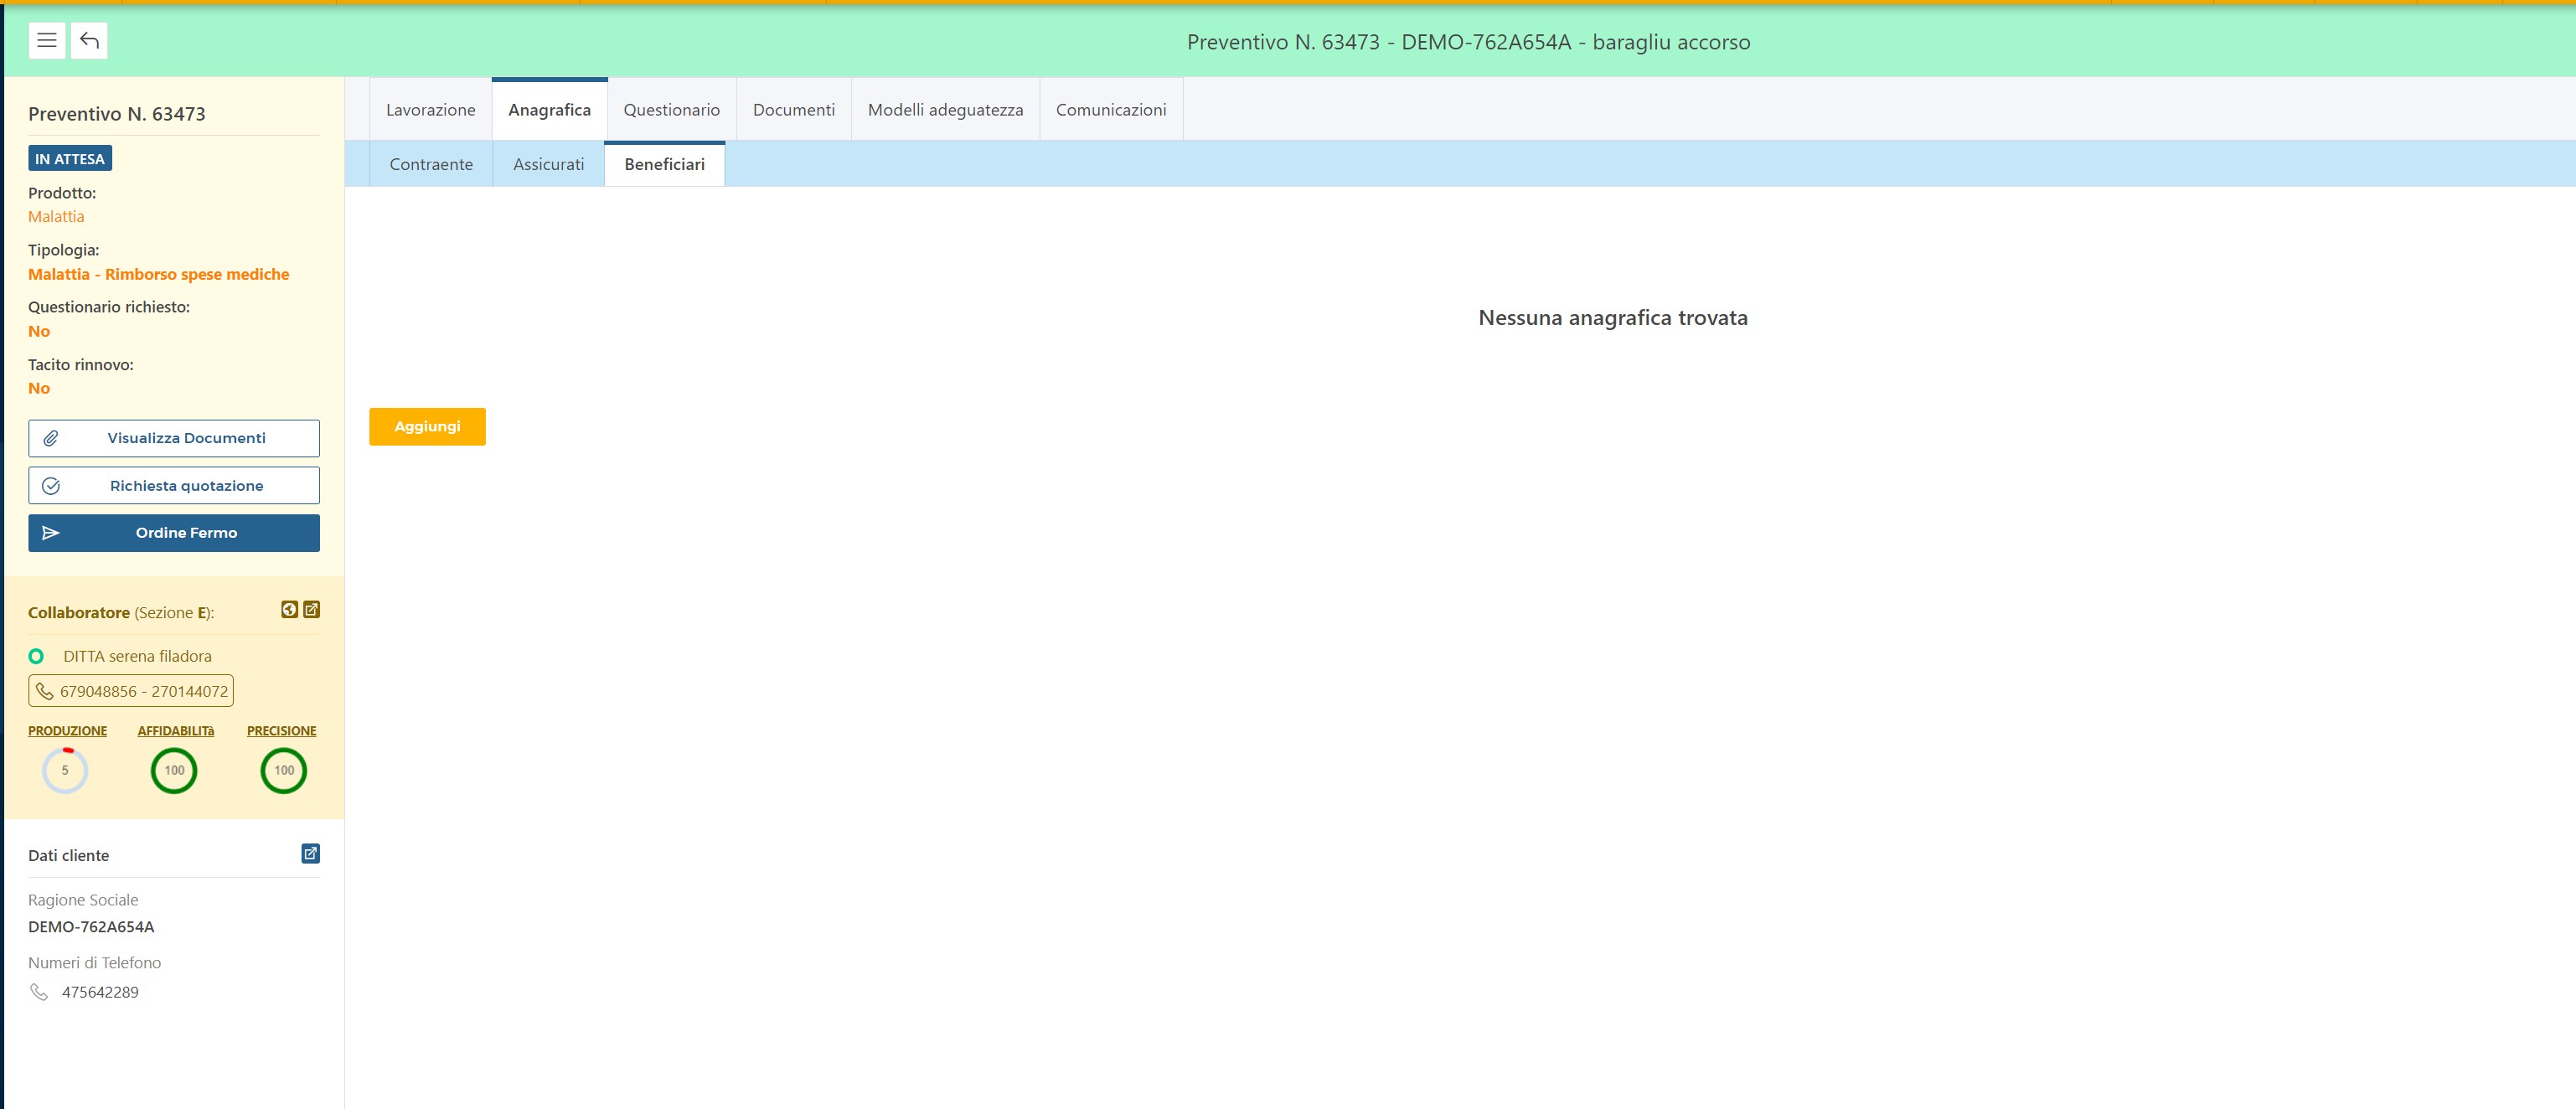 Preventivo N. 63473 - DEMO-762A654A - baragliu accorso
Preventivo N. 63473
IN ATTESA
Prodotto:
Malattia
Tipologia:
Malattia - Rimborso spese mediche
Questionario richiesto:
No
Tacito rinnovo:
No
Visualizza Documenti
Richiesta quotazione
Ordine Fermo
Collaboratore (Sezione E):
DITTA serena filadora
679048856 - 270144072
PRODUZIONE AFFIDABILITà PRECISIONE
5 100 100
Dati cliente
Ragione Sociale
DEMO-762A654A
Numeri di Telefono
475642289
Lavorazione Anagrafica Questionario Documenti Modelli adeguatezza Comunicazioni
Contraente Assicurati Beneficiari
Nessuna anagrafica trovata
Aggiungi